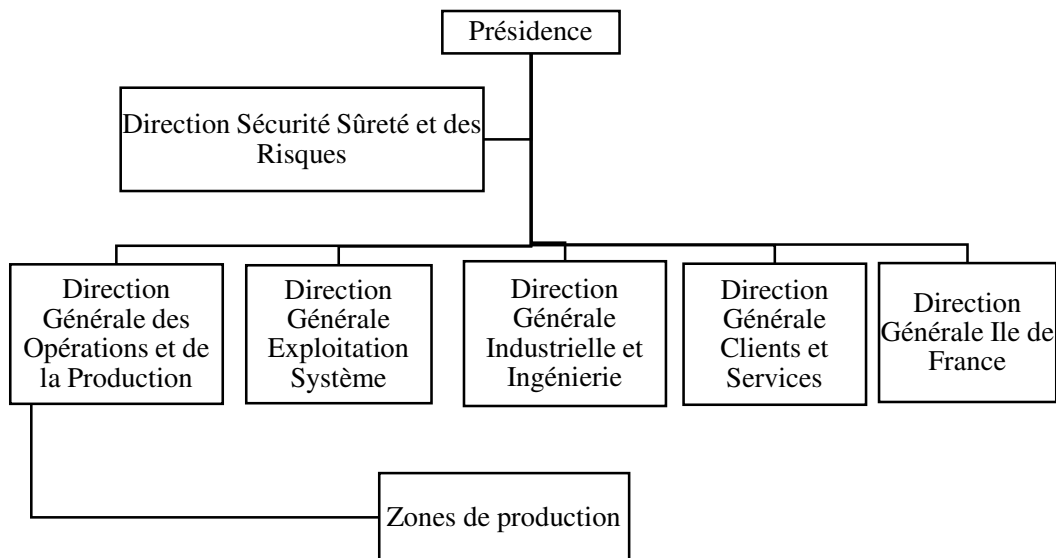 Présidence
Direction Sécurité Sûreté et des
Risques
Direction
Générale des
Opérations et de
la Production
Direction
Générale
Exploitation
Système
Direction
Générale
Industrielle et
Ingénierie
Direction
Générale
Clients et
Services
Direction
Générale Ile de
France
Zones de production